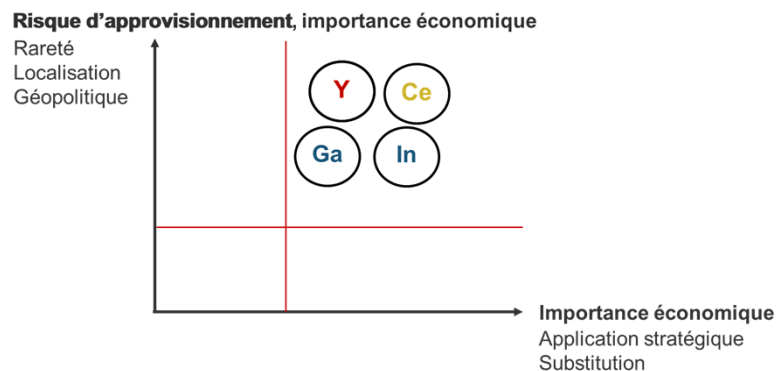 Risque d’approvisionnement, importance économique
Rareté
Localisation
Géopolitique
Y
Ce
Ga
In
Importance économique
Application stratégique
Substitution